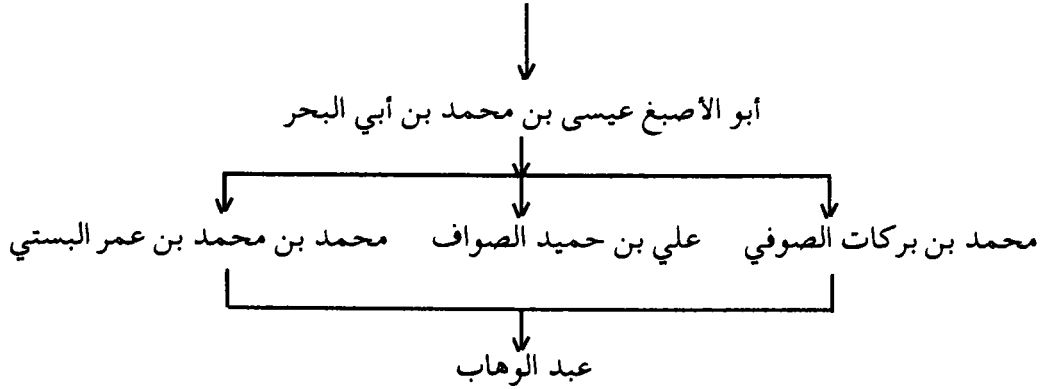 أبو الأصبغ عيسى بن محمد بن أبي البحر
محمد بن بركات الصوفي علي بن حميد الصواف محمد بن محمد بن عمر البستي
عبد الوهاب